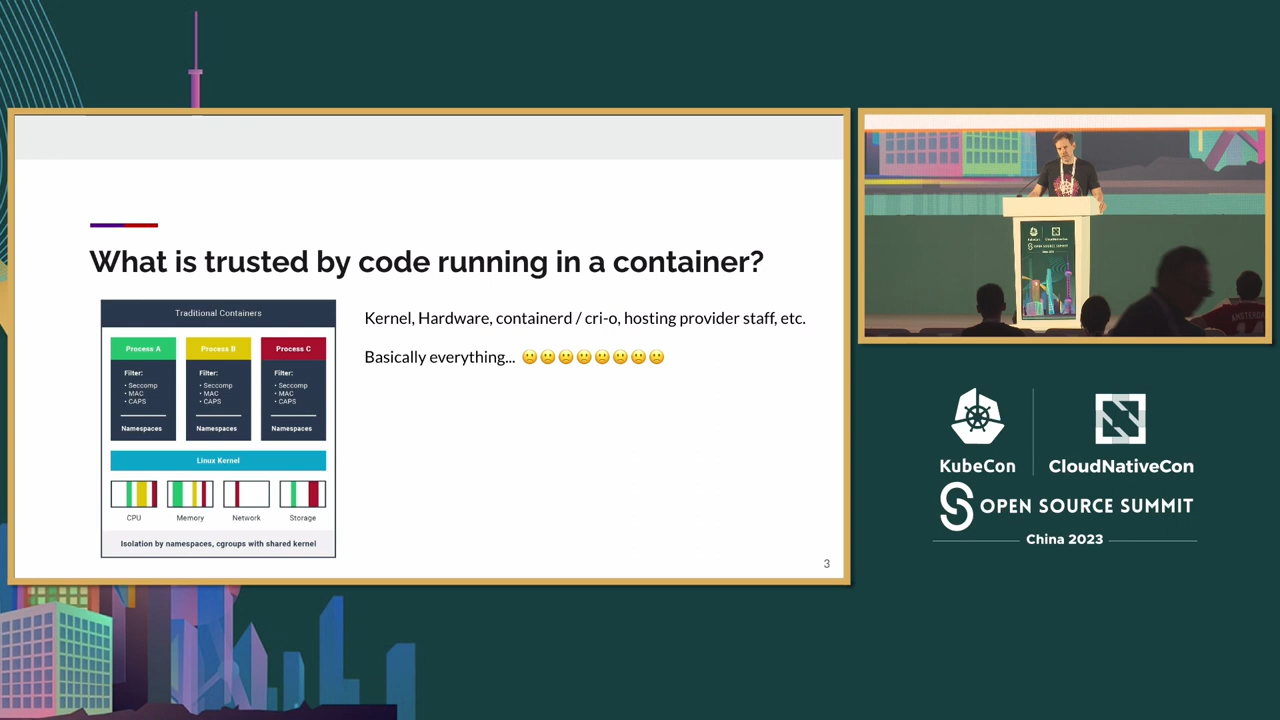 What is trusted by code running in a container?
Traditional Containers
Process A
Process B
Process C
Filter:
• Seccomp
• MAC
• CAPS
Namespaces
Filter:
• Seccomp
• MAC
• CAPS
Namespaces
Filter:
• Seccomp
• MAC
• CAPS
Namespaces
Linux Kernel
CPU
Memory
Network
Storage
Isolation by namespaces, cgroups with shared kernel
Kernel, Hardware, containerd / cri-o, hosting provider staff, etc.
Basically everything... 🙁🙁🙁🙁🙁🙁🙁🙁
3
KubeCon
CloudNativeCon
OPEN SOURCE SUMMIT
OPEN SOURCE SUMMIT
China 2023